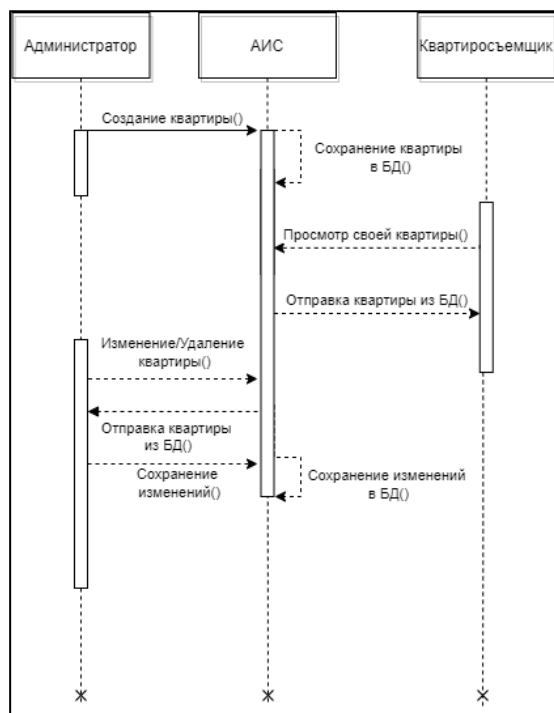 Администратор
АИС
Квартиросъемщик
Создание квартиры()
Сохранение квартиры
в БД()
Просмотр своей квартиры()
Отправка квартиры из БД()
Изменение/Удаление
квартиры()
Отправка квартиры
из БД()
Сохранение
изменений()
Сохранение изменений
в БД()